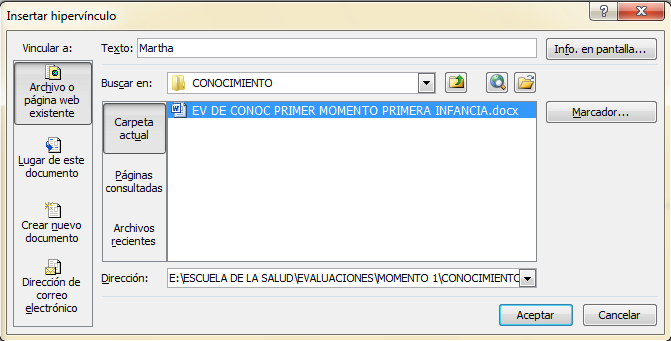 Insertar hipervínculo
Vincular a:
Texto: Martha
Info. en pantalla...
Archivo o
página web
existente
Buscar en: CONOCIMIENTO
Carpeta
actual
EV DE CONOC PRIMER MOMENTO PRIMERA INFANCIA.docx
Marcador...
Lugar de este
documento
Páginas
consultadas
Crear nuevo
documento
Archivos
recientes
Dirección de
correo
electrónico
Dirección: E:\ESCUELA DE LA SALUD\EVALUACIONES\MOMENTO 1\CONOCIMIENTO
Aceptar
Cancelar